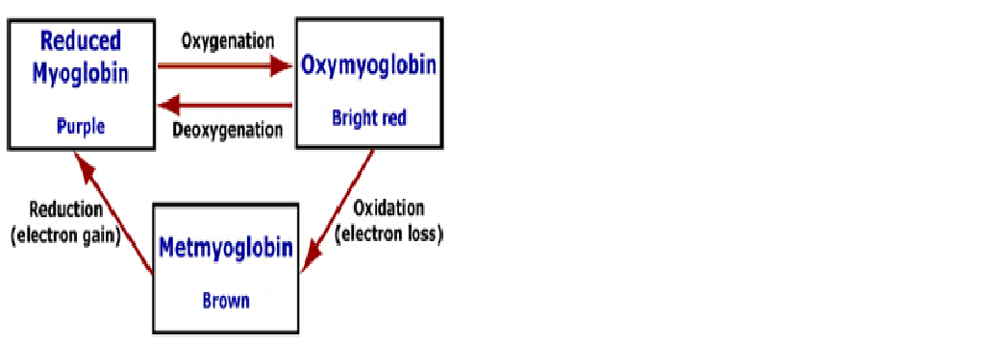 Reduced
Myoglobin
Purple
Oxygenation
Deoxygenation
Oxymyoglobin
Bright red
Reduction
(electron gain)
Oxidation
(electron loss)
Metmyoglobin
Brown